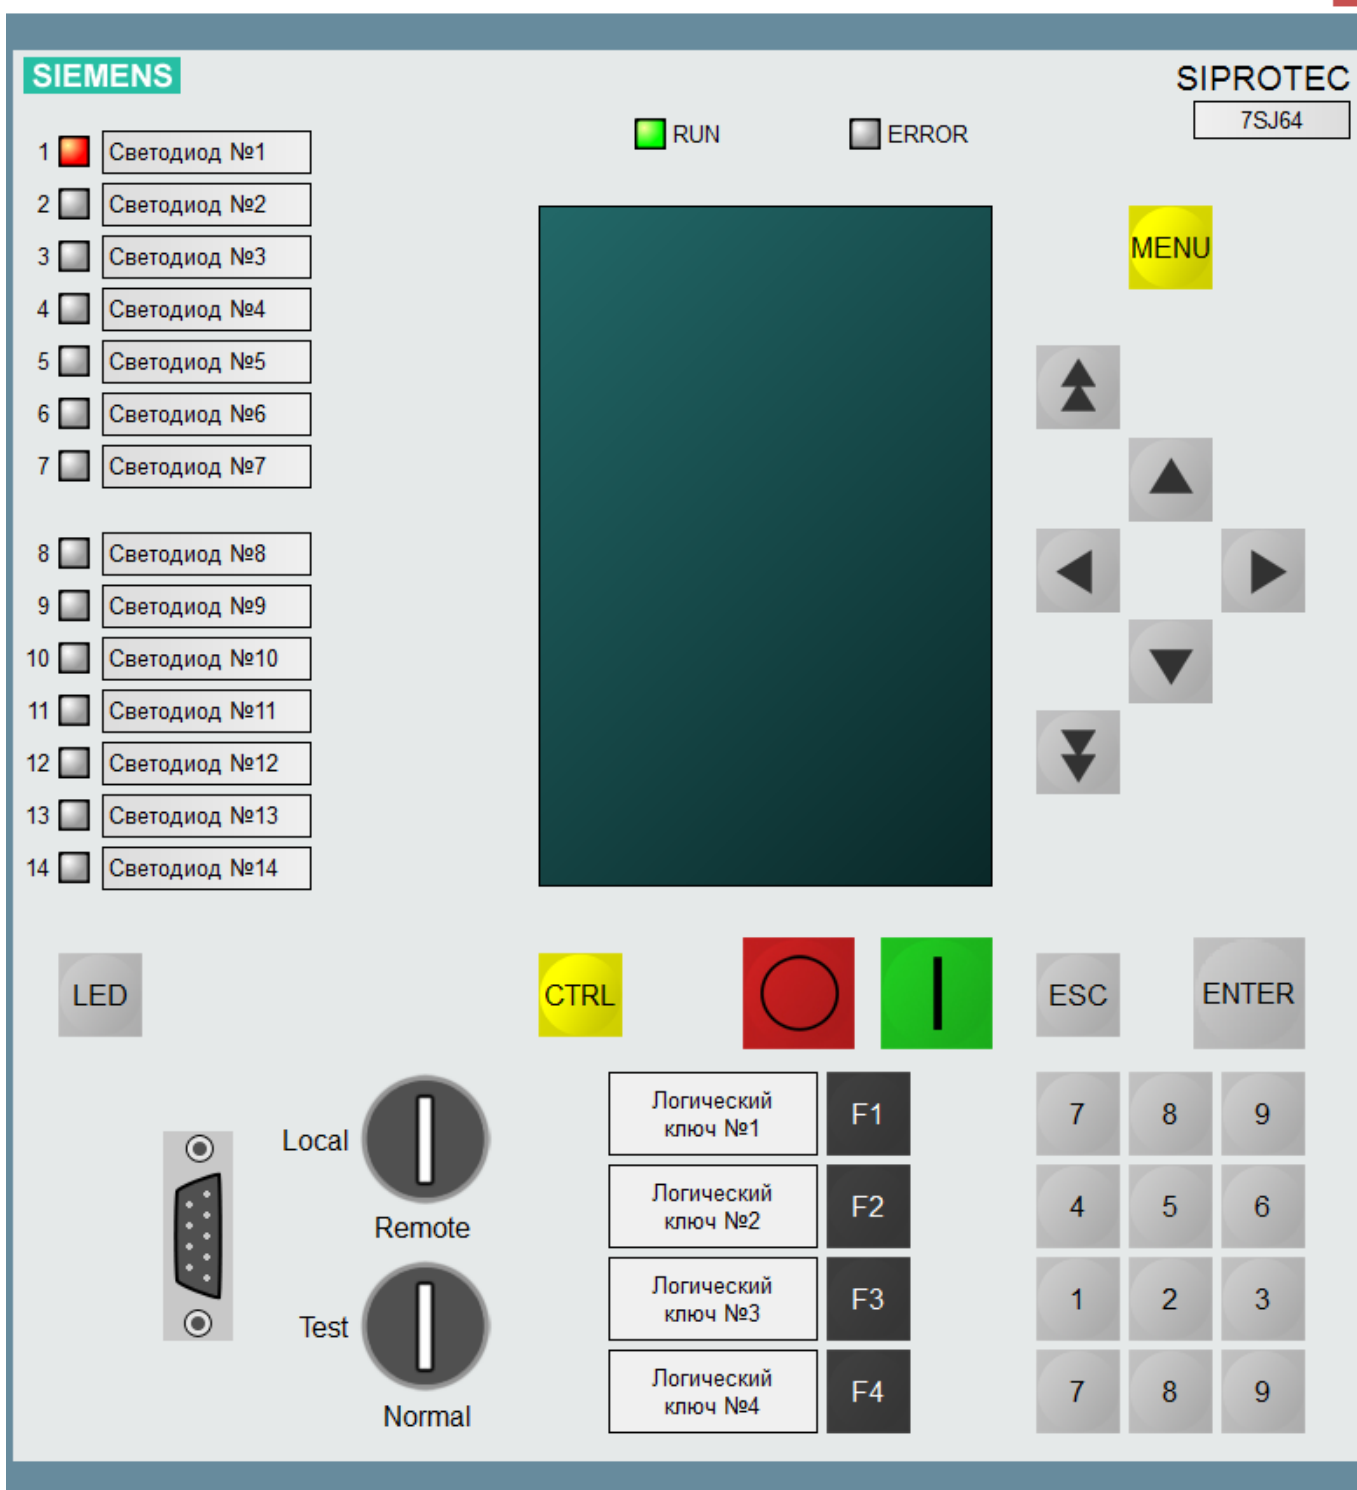 SIEMENS
SIPROTEC
7SJ64
RUN
ERROR
1 Светодиод №1
2 Светодиод №2
3 Светодиод №3
4 Светодиод №4
5 Светодиод №5
6 Светодиод №6
7 Светодиод №7
8 Светодиод №8
9 Светодиод №9
10 Светодиод №10
11 Светодиод №11
12 Светодиод №12
13 Светодиод №13
14 Светодиод №14
MENU
LED
CTRL
ESC
ENTER
Local
Remote
Test
Normal
Логический
ключ №1
F1
Логический
ключ №2
F2
Логический
ключ №3
F3
Логический
ключ №4
F4
7 8 9
4 5 6
1 2 3
7 8 9